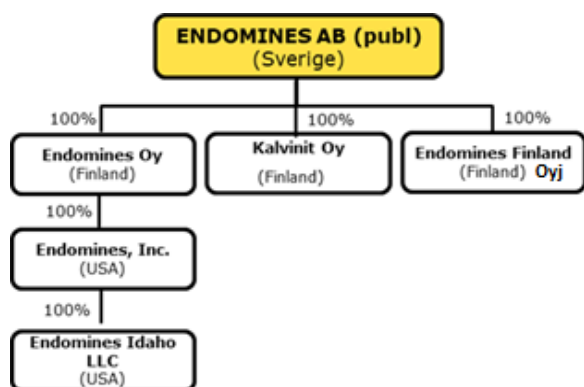 ENDOMINES AB (publ)
(Sverige)
100%
100%
100%
Endomines Oy
(Finland)
Kalvinit Oy
(Finland)
Endomines Finland
(Finland) Oyj
100%
Endomines, Inc.
(USA)
100%
Endomines Idaho
LLC
(USA)